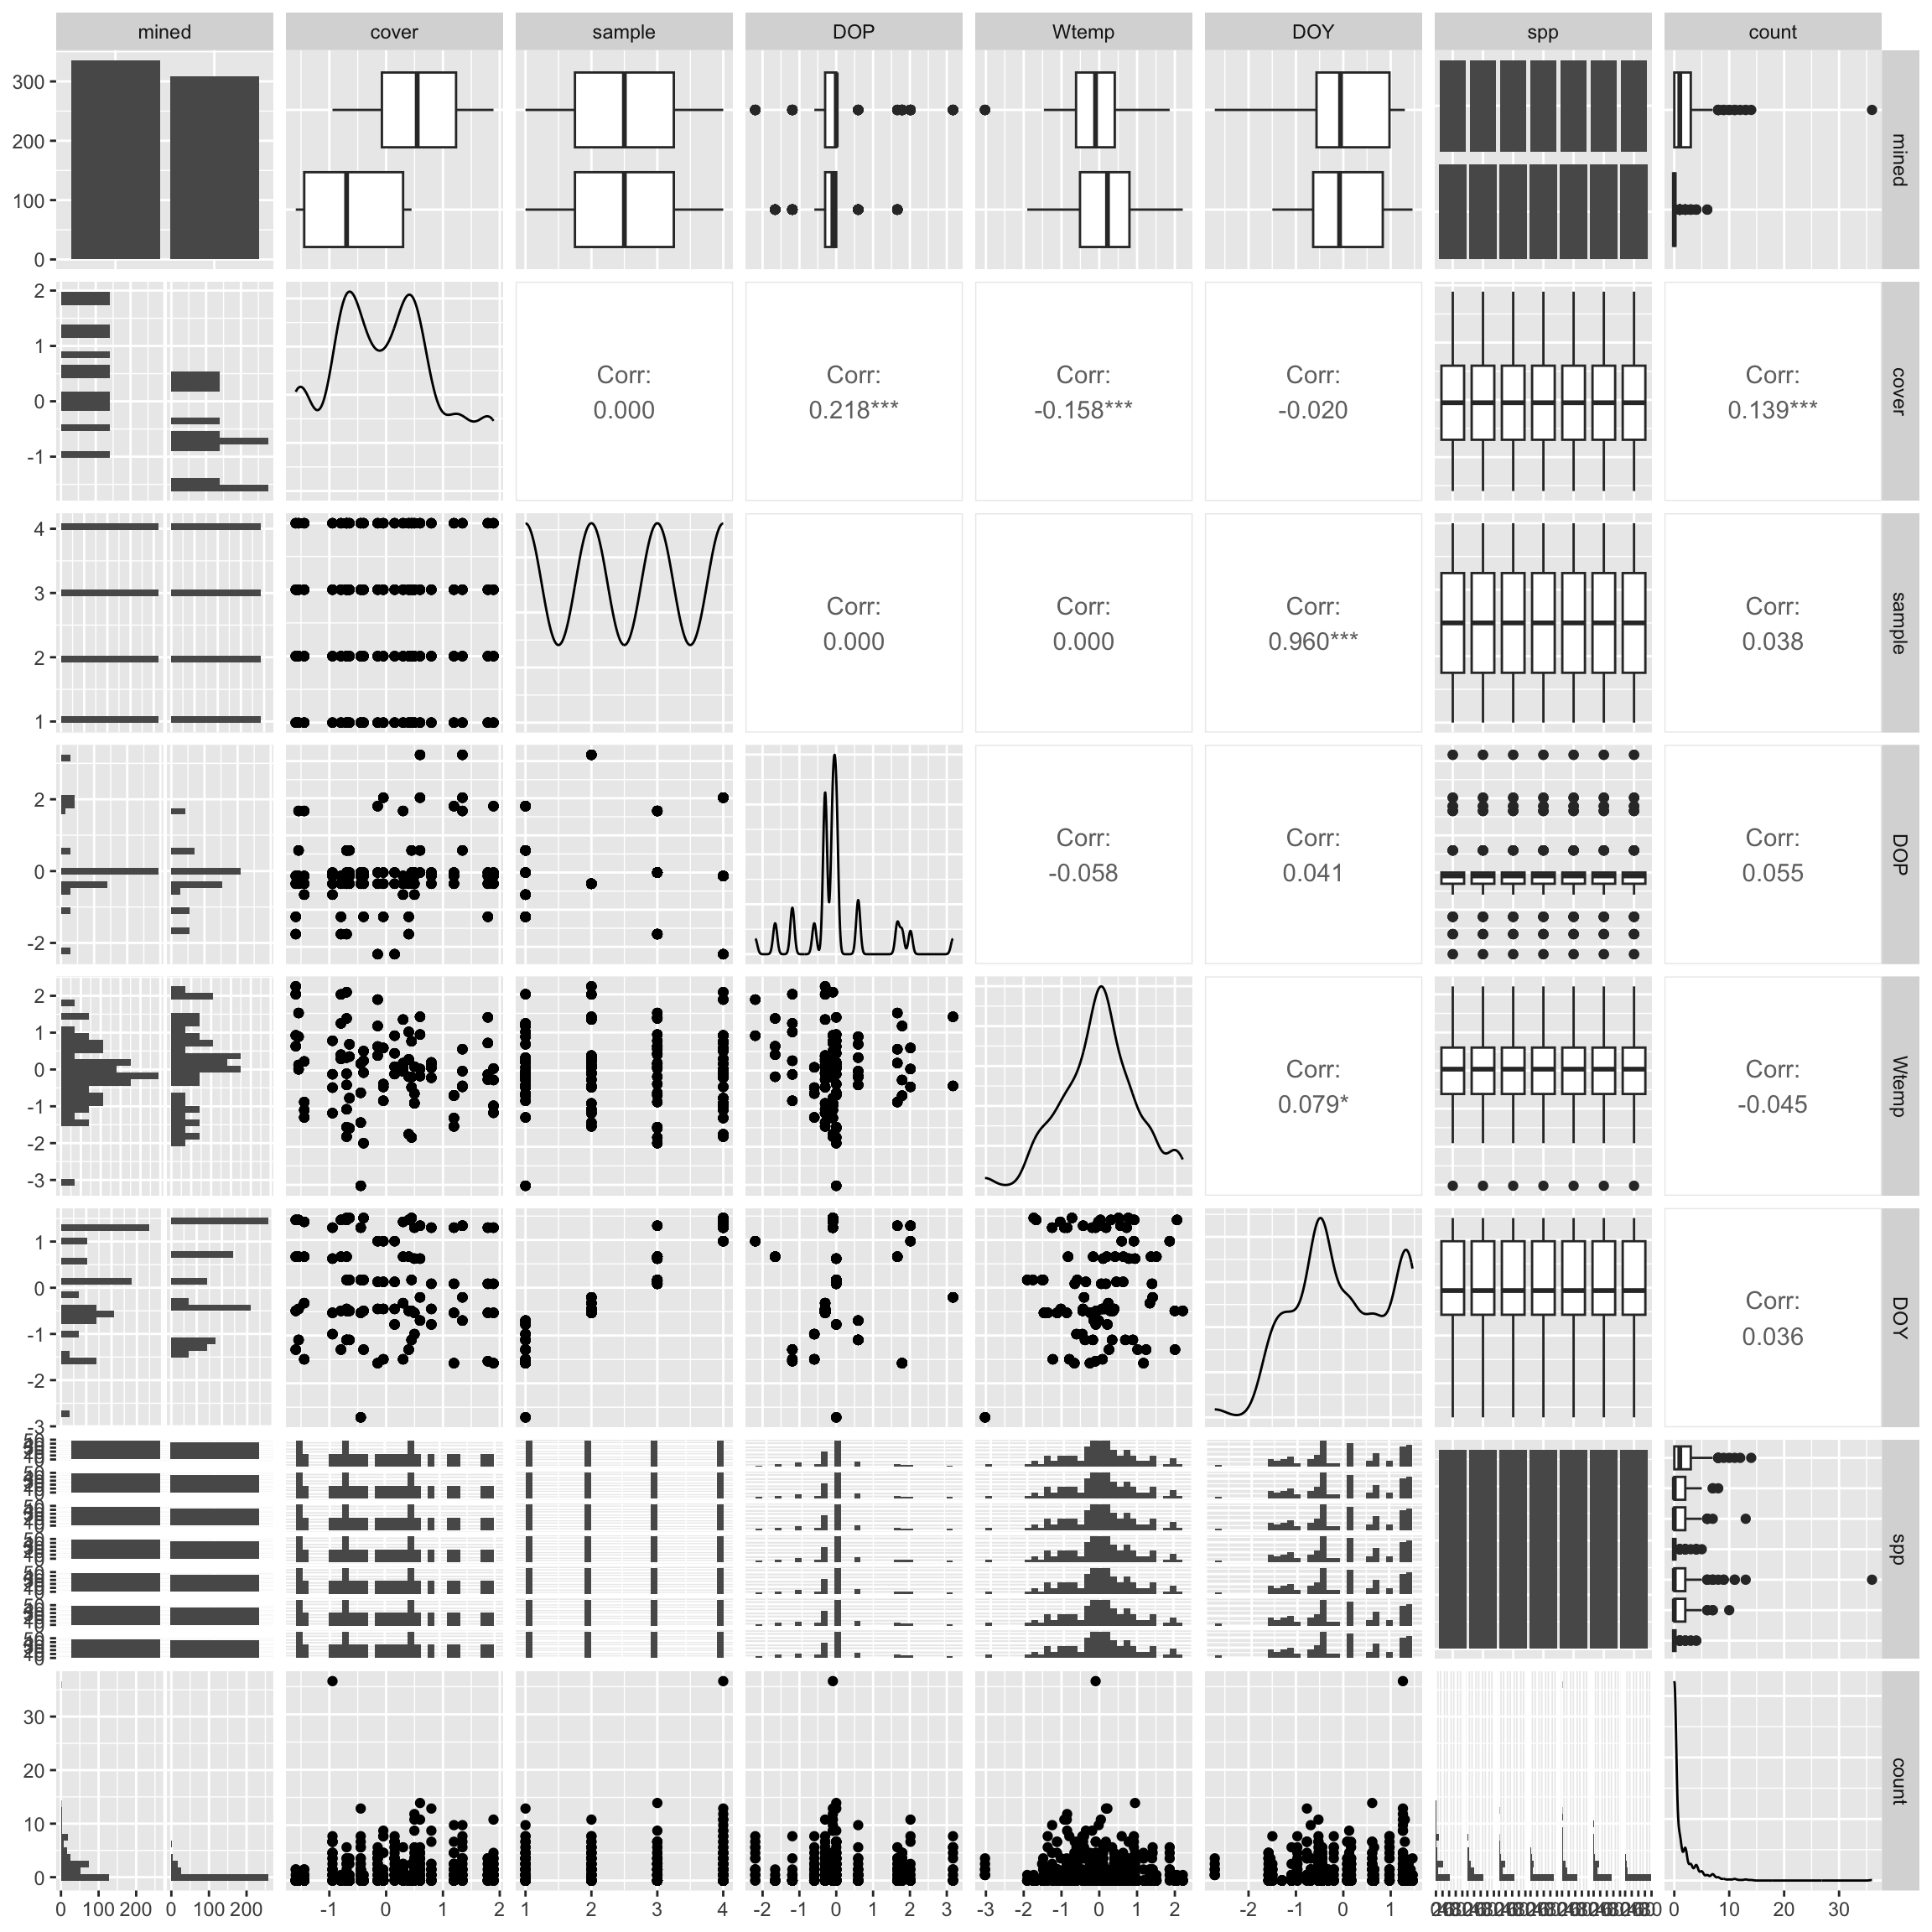 mined cover sample DOP Wtemp DOY spp count
300
200
100
0
mined
2
1
0
-1
Corr:
0.000
Corr:
0.218***
Corr:
-0.158***
Corr:
-0.020
Corr:
0.139***
cover
4
3
2
1
Corr:
0.000
Corr:
0.000
Corr:
0.960***
Corr:
0.038
sample
2
0
-2
Corr:
-0.058
Corr:
0.041
Corr:
0.055
DOP
2
1
0
-1
-2
-3
Corr:
0.079*
Corr:
-0.045
Wtemp
1
0
-1
-2
-3
Corr:
0.036
DOY
spp
30
20
10
0
count
0 100 200 0 100 200 -1 0 1 2 1 2 3 4 -2 -1 0 1 2 3 -3 -2 -1 0 1 2 -2 -1 0 1 0 10 20 30